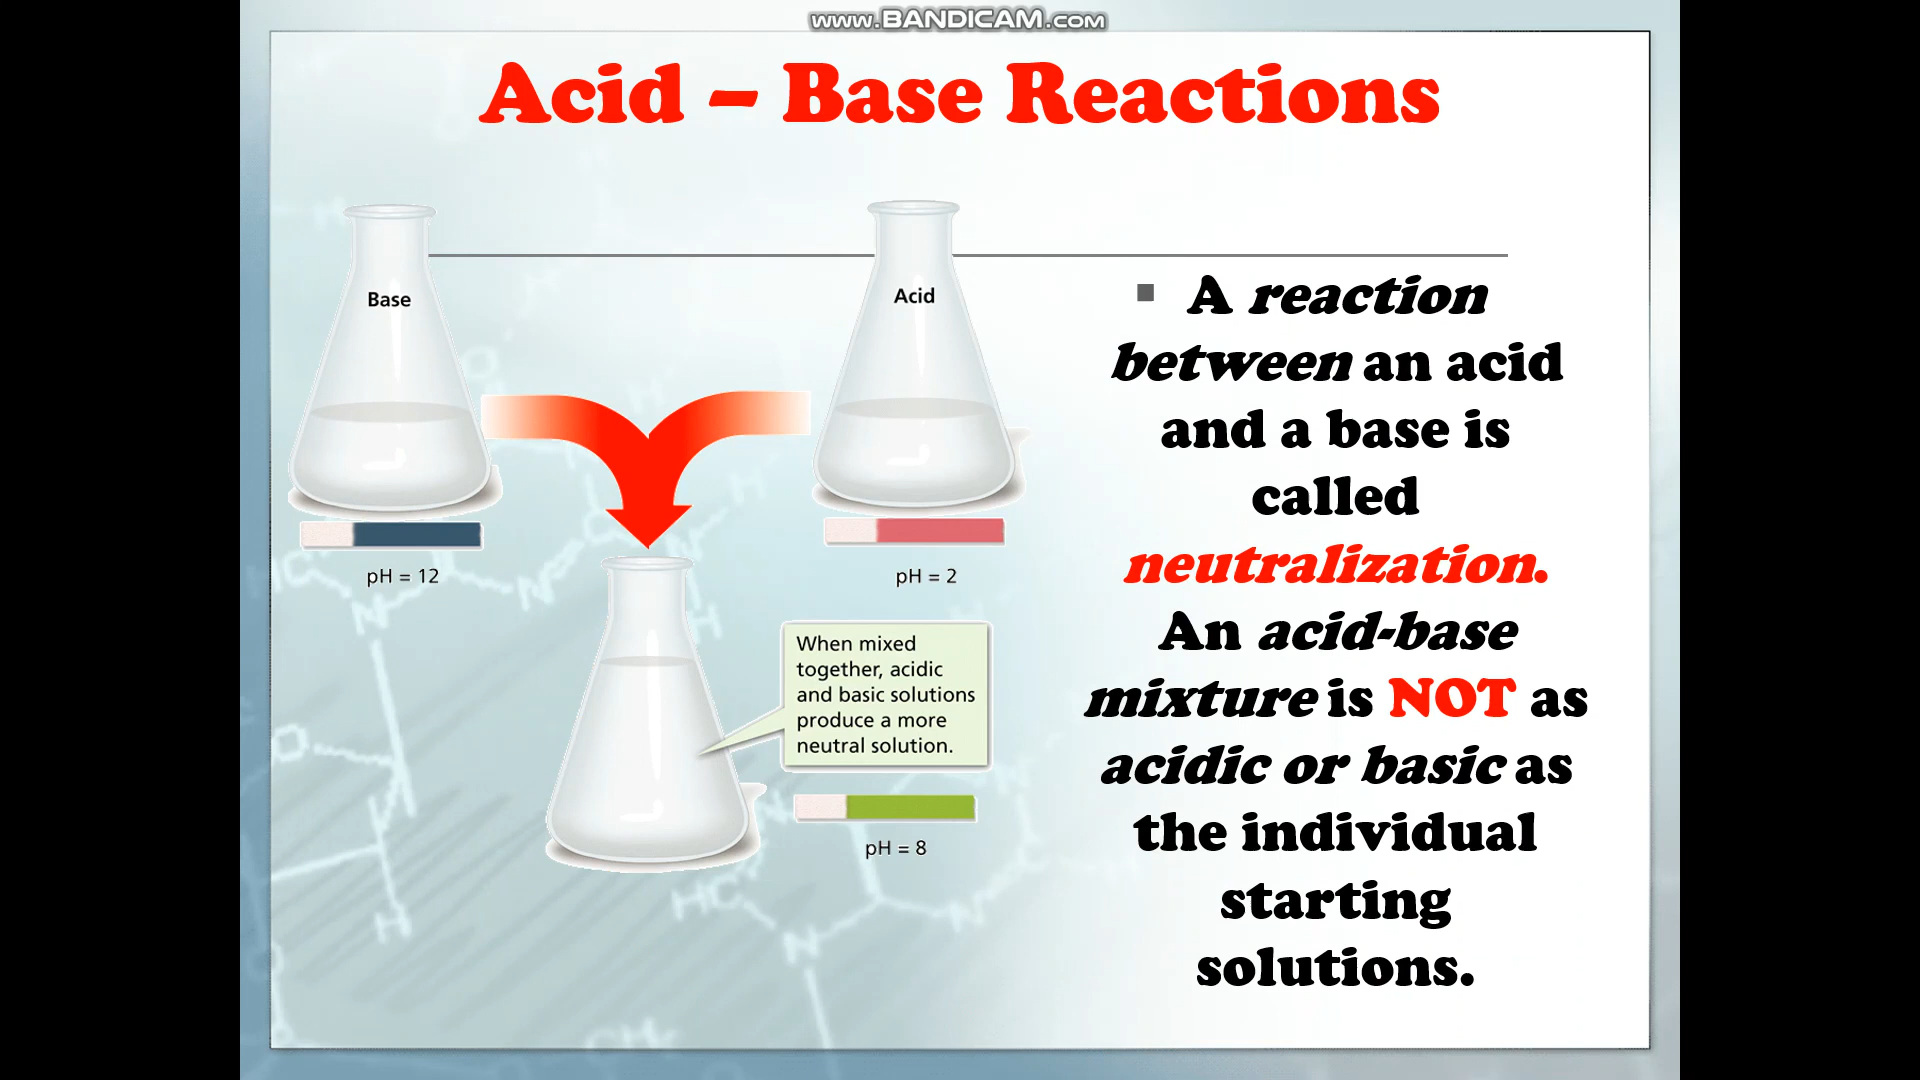 www.BANDICAM.com
Acid – Base Reactions
Base
Acid
pH = 12
pH = 2
When mixed
together, acidic
and basic solutions
produce a more
neutral solution.
pH = 8
▪ A reaction
between an acid
and a base is
called
neutralization.
An acid-base
mixture is NOT as
acidic or basic as
the individual
starting
solutions.